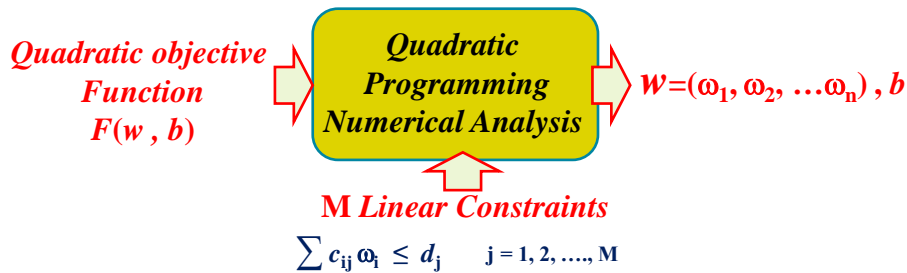 Quadratic objective
Function
F(w , b)
Quadratic
Programming
Numerical Analysis
w=(ω₁, ω₂, …ωₙ) , b
M Linear Constraints
∑ cᵢⱼ ωᵢ ≤ dⱼ j = 1, 2, …., M